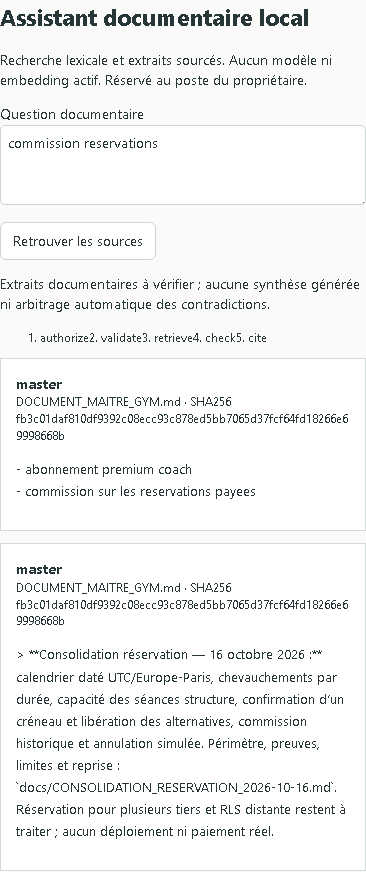 Assistant documentaire local
Recherche lexicale et extraits sourcés. Aucun modèle ni
embedding actif. Réservé au poste du propriétaire.
Question documentaire
commission reservations
Retrouver les sources
Extraits documentaires à vérifier ; aucune synthèse générée
ni arbitrage automatique des contradictions.
1. authorize2. validate3. retrieve4. check5. cite
master
DOCUMENT_MAITRE_GYM.md · SHA256
fb3c01daf810df9392c08ecc93c878ed5bb7065d37fcf64fd18266e6
9998668b
- abonnement premium coach
- commission sur les reservations payees
master
DOCUMENT_MAITRE_GYM.md · SHA256
fb3c01daf810df9392c08ecc93c878ed5bb7065d37fcf64fd18266e6
9998668b
> **Consolidation réservation — 16 octobre 2026 :**
calendrier daté UTC/Europe-Paris, chevauchements par
durée, capacité des séances structure, confirmation d’un
créneau et libération des alternatives, commission
historique et annulation simulée. Périmètre, preuves,
limites et reprise :
`docs/CONSOLIDATION_RESERVATION_2026-10-16.md`.
Réservation pour plusieurs tiers et RLS distante restent à
traiter ; aucun déploiement ni paiement réel.